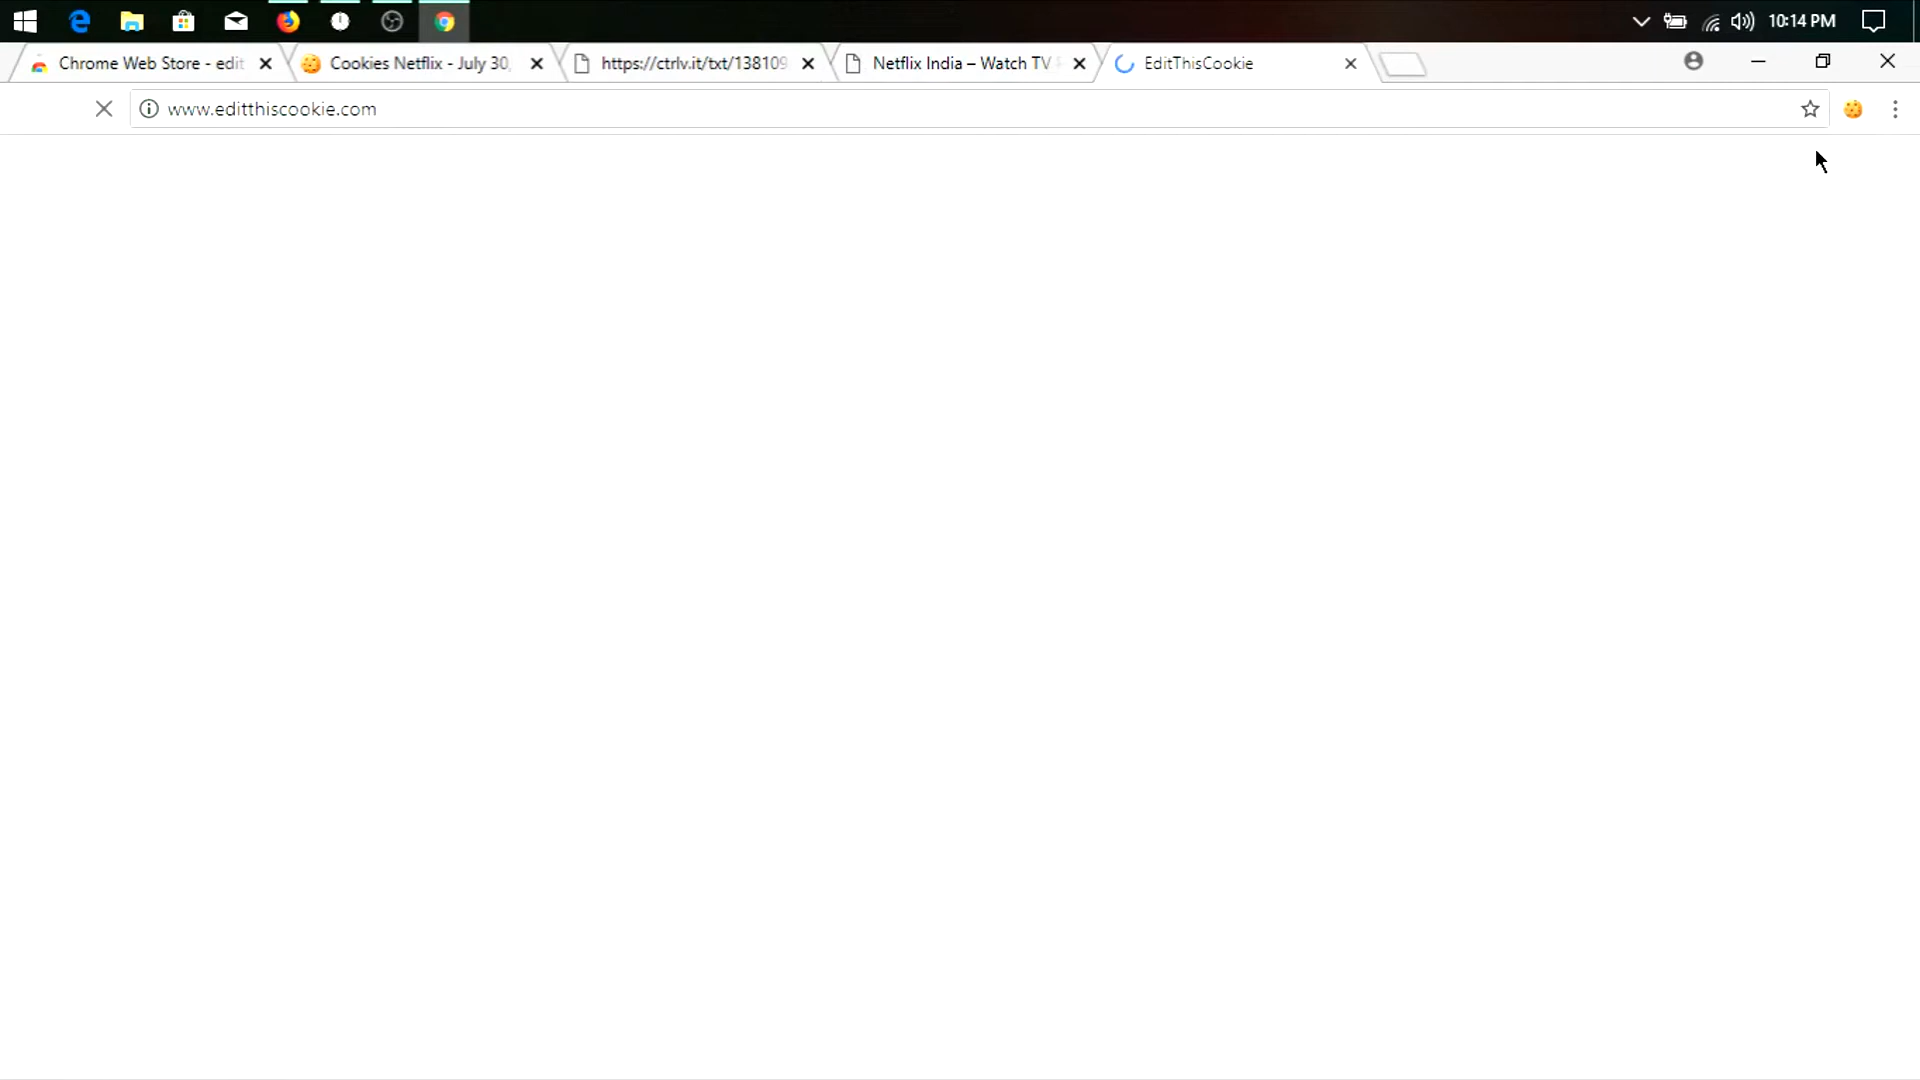 10:14 PM
Chrome Web Store - edit
Cookies Netflix - July 30,
https://ctrlv.it/txt/138109
Netflix India – Watch TV
EditThisCookie
www.editthiscookie.com